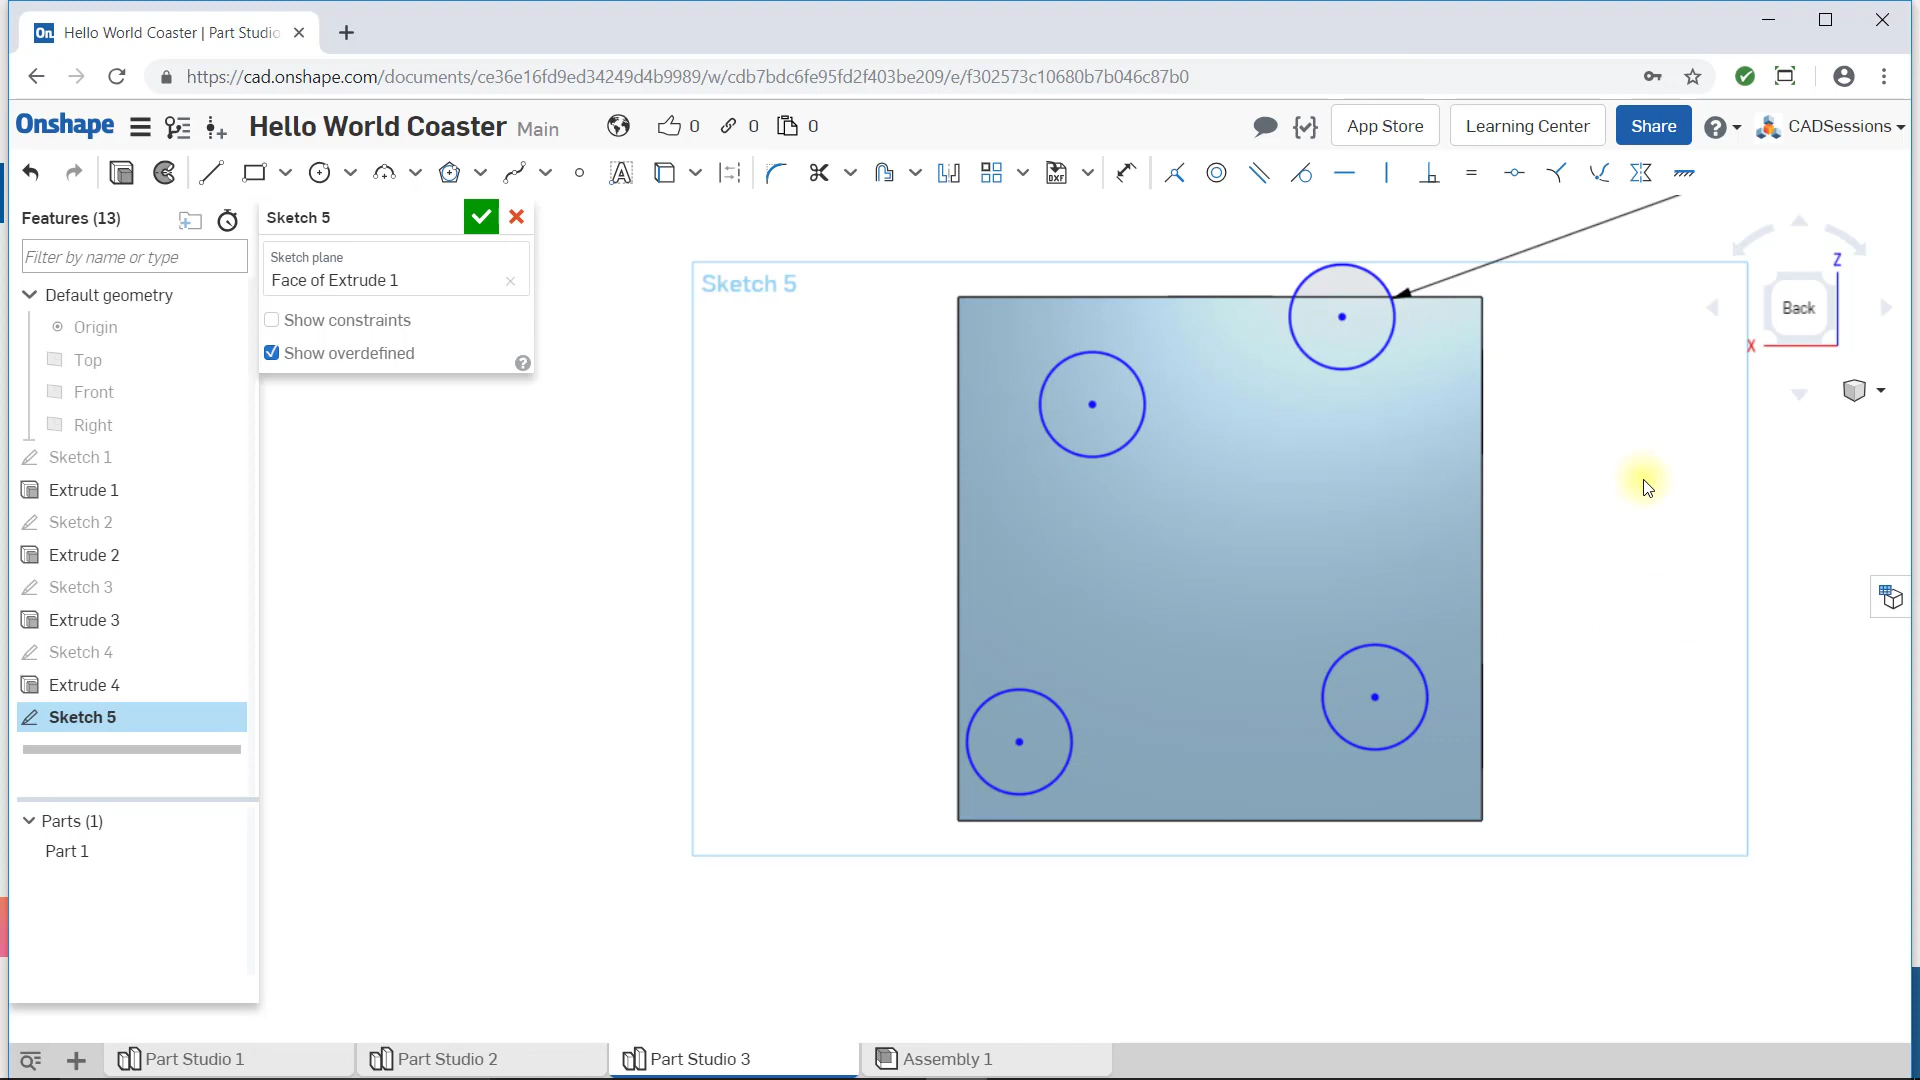 On. Hello World Coaster | Part Studio
https://cad.onshape.com/documents/ce36e16fd9ed34249d4b9989/w/cdb7bdc6fe95fd2f403be209/e/f302573c10680b7b046c87b0
Onshape Hello World Coaster Main 0 0 0 App Store Learning Center Share CADSessions
DXF
Features (13)
Filter by name or type
Default geometry
Origin
Top
Front
Right
Sketch 1
Extrude 1
Sketch 2
Extrude 2
Sketch 3
Extrude 3
Sketch 4
Extrude 4
Sketch 5
Parts (1)
Part 1
Sketch 5
Sketch plane
Face of Extrude 1
Show constraints
Show overdefined
Sketch 5
Z
Back
X
Part Studio 1
Part Studio 2
Part Studio 3
Assembly 1